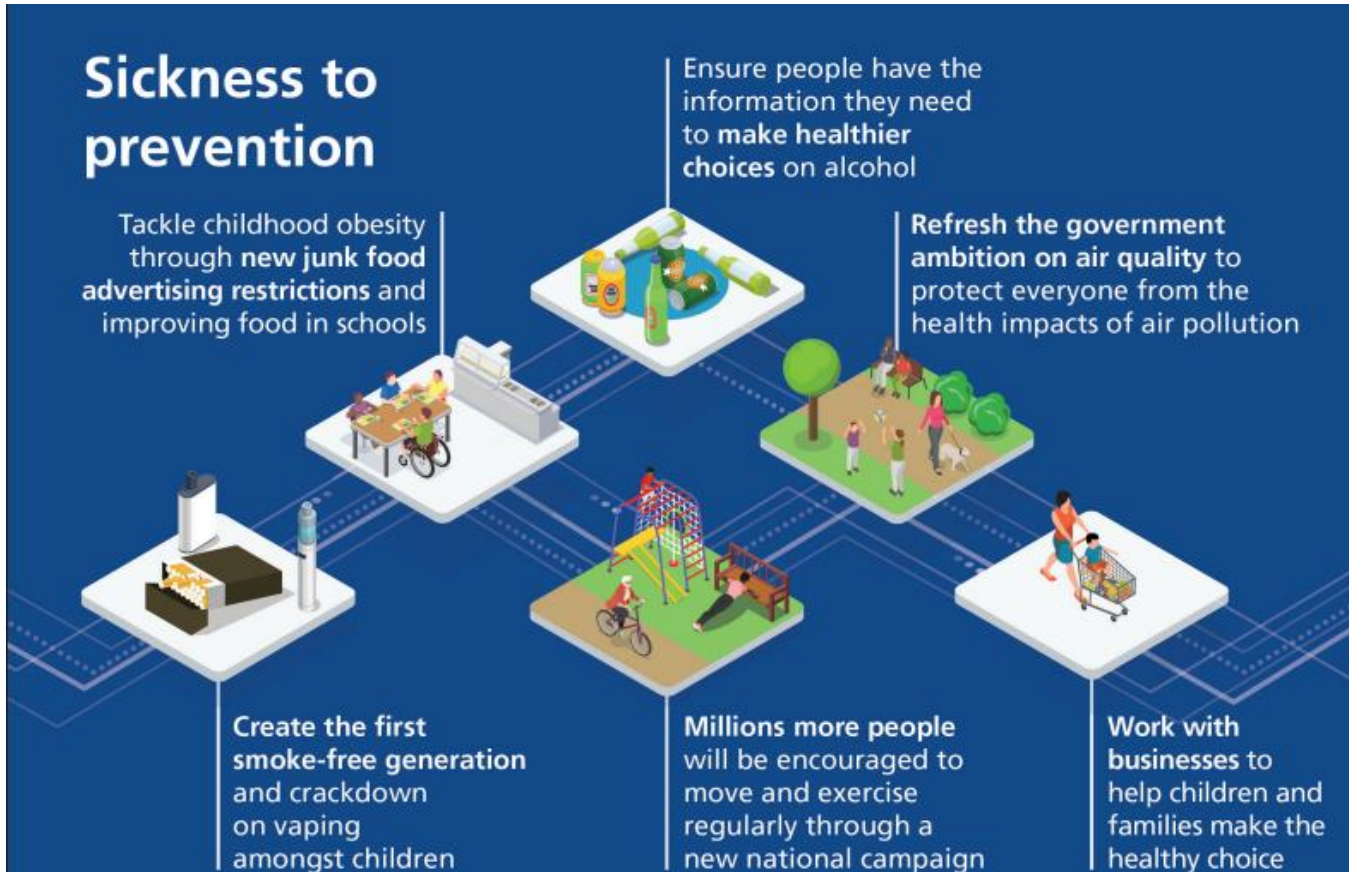 Sickness to
prevention
Ensure people have the
information they need
to make healthier
choices on alcohol
Tackle childhood obesity
through new junk food
advertising restrictions and
improving food in schools
Refresh the government
ambition on air quality to
protect everyone from the
health impacts of air pollution
Create the first
smoke-free generation
and crackdown
on vaping
amongst children
Millions more people
will be encouraged to
move and exercise
regularly through a
new national campaign
Work with
businesses to
help children and
families make the
healthy choice